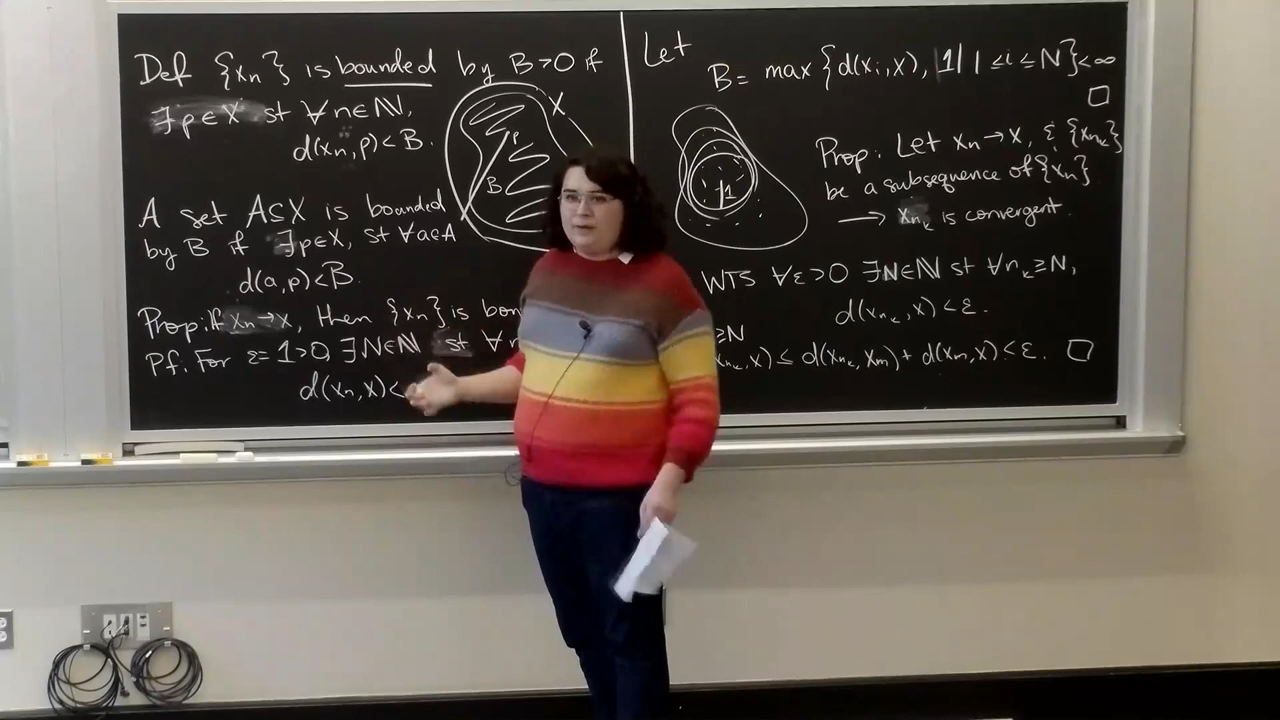 Def {xn} is bounded by B>0 if
∃p∈X st ∀n∈ℕ,
d(xn,p)<B.
X
p
B
A set A⊆X is bounded
by B if ∃p∈X, st ∀a∈A
d(a,p)<B.
Prop: If xn→x, then {xn} is
Pf. For ε=1>0, ∃N∈ℕ st ∀
d(xn,x)<
Let
B= max {d(xi,x), 1 | 1≤i≤N}<∞
□
1
Prop: Let xn→x, & {xnk}
be a subsequence of {xn}
→ xnk is convergent.
WTS ∀ε>0 ∃N∈ℕ st ∀nk≥N,
d(xnk,x)<ε.
≥N
xnk,x)≤d(xnk,xm)+d(xm,x)<ε. □